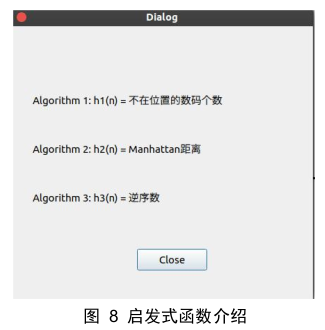 Dialog
Algorithm 1: h1(n) = 不在位置的数码个数
Algorithm 2: h2(n) = Manhattan距离
Algorithm 3: h3(n) = 逆序数
Close
图 8 启发式函数介绍